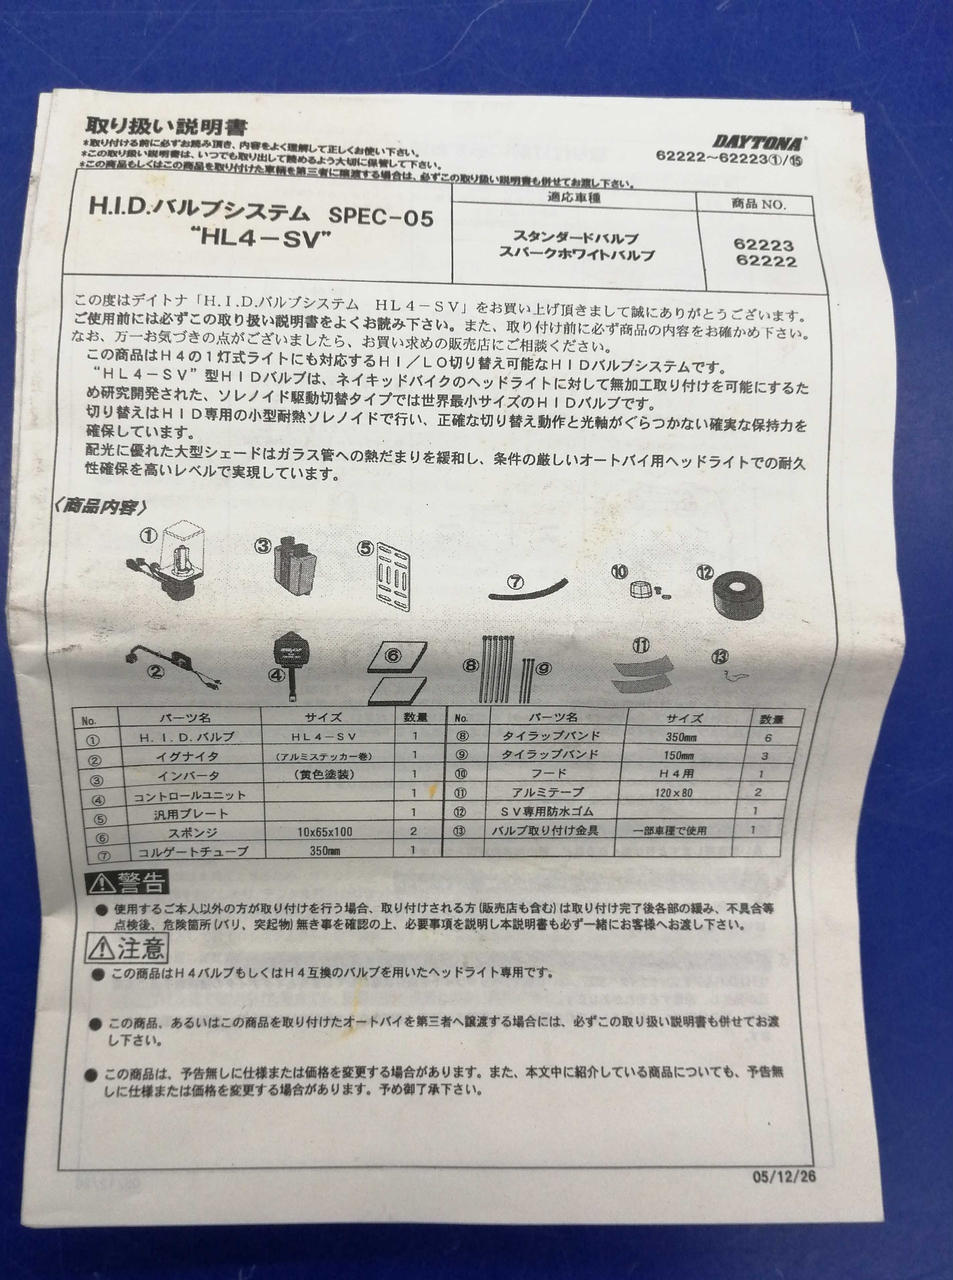 取り扱い説明書
*取り付ける前に必ずお読み頂き、内容をよく理解して正しくお使い下さい。
*この取り扱い説明書は、いつでも取り出して読めるよう大切に保管して下さい。
*この商品もしくはこの商品を取り付けた車輌を第三者に譲渡する場合は、必ずこの取り扱い説明書も併せてお渡し下さい。
DAYTONA
62222～62223①/⑮
H.I.D.バルブシステム SPEC-05
“HL4-SV”
適応車種
商品NO.
スタンダードバルブ 62223
スパークホワイトバルブ 62222
この度はデイトナ「H.I.D.バルブシステム HL4-SV」をお買い上げ頂きまして誠にありがとうございます。
ご使用前には必ずこの取り扱い説明書をよくお読み下さい。また、取り付け前に必ず商品の内容をお確かめ下さい。
なお、万一お気づきの点がございましたら、お買い求めの販売店にご相談ください。
この商品はH4の1灯式ライトにも対応するHI/LO切り替え可能なHIDバルブシステムです。
“HL4-SV”型HIDバルブは、ネイキッドバイクのヘッドライトに対して無加工取り付けを可能にするた
め研究開発された、ソレノイド駆動切替タイプでは世界最小サイズのHIDバルブです。
切り替えはHID専用の小型耐熱ソレノイドで行い、正確な切り替え動作と光軸がぐらつかない確実な保持力を
確保しています。
配光に優れた大型シェードはガラス管への熱だまりを緩和し、条件の厳しいオートバイ用ヘッドライトでの耐久
性確保を高いレベルで実現しています。
〈商品内容〉
① ③ ⑤ ⑦ ⑩ ⑫
② ④ ⑥ ⑧ ⑨ ⑪ ⑬
No. パーツ名 サイズ 数量 No. パーツ名 サイズ 数量
① H.I.D.バルブ HL4-SV 1 ⑧ タイラップバンド 350mm 6
② イグナイタ (アルミステッカー巻) 1 ⑨ タイラップバンド 150mm 3
③ インバータ (黄色塗装) 1 ⑩ フード H4用 1
④ コントロールユニット 1 ⑪ アルミテープ 120×80 2
⑤ 汎用プレート 1 ⑫ SV専用防水ゴム 1
⑥ スポンジ 10x65x100 2 ⑬ バルブ取り付け金具 一部車種で使用 1
⑦ コルゲートチューブ 350mm 1
⚠警告
● 使用するご本人以外の方が取り付けを行う場合、取り付けされる方(販売店も含む)は取り付け完了後各部の緩み、不具合等
点検後、危険箇所(バリ、突起物)無き事を確認の上、必要事項を説明し本説明書も必ず一緒にお客様へお渡し下さい。
⚠注意
● この商品はH4バルブもしくはH4互換のバルブを用いたヘッドライト専用です。
● この商品、あるいはこの商品を取り付けたオートバイを第三者へ譲渡する場合には、必ずこの取り扱い説明書も併せてお渡
し下さい。
● この商品は、予告無しに仕様または価格を変更する場合があります。また、本文中に紹介している商品についても、予告無
しに仕様または価格を変更する場合があります。予め御了承下さい。
05/12/26